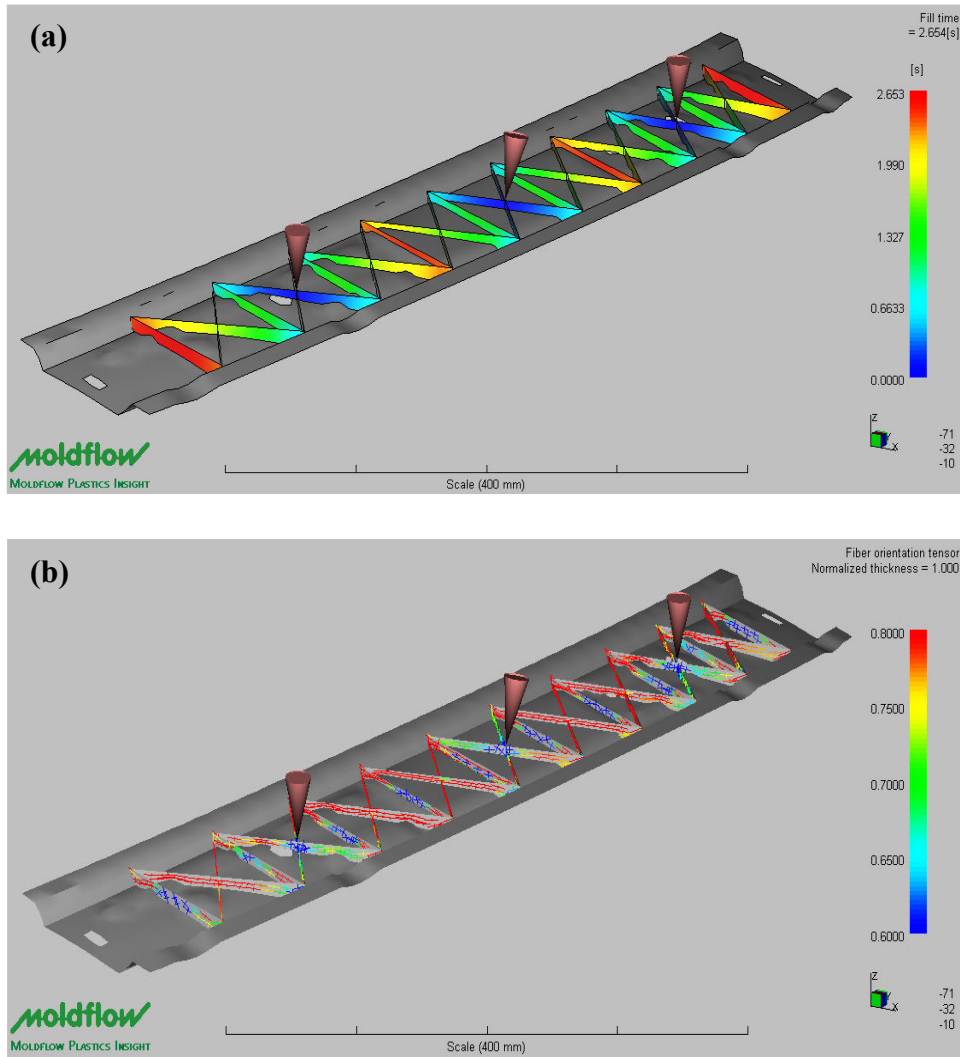 (a)
Fill time
= 2.654[s]
[s]
2.653
1.990
1.327
0.6633
0.0000
Z
Y
X
-71
-32
-10
moldflow
MOLDFLOW PLASTICS INSIGHT
Scale (400 mm)
(b)
Fiber orientation tensor
Normalized thickness = 1.000
0.8000
0.7500
0.7000
0.6500
0.6000
Z
Y
X
-71
-32
-10
moldflow
MOLDFLOW PLASTICS INSIGHT
Scale (400 mm)